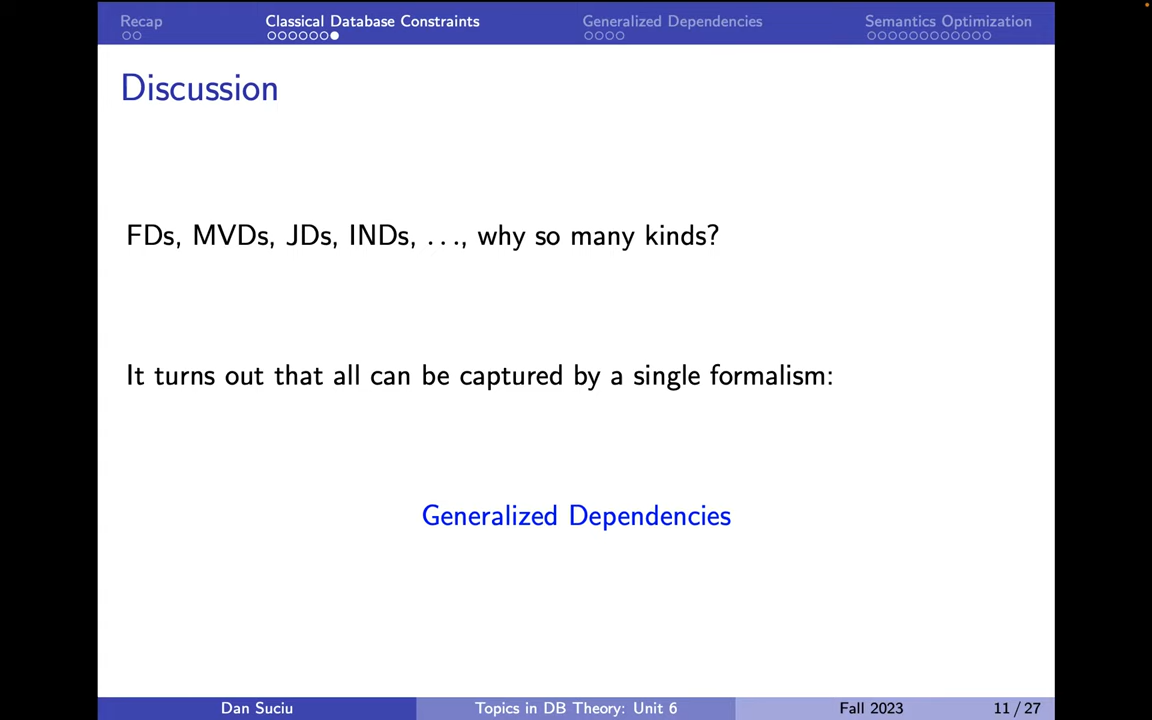 Recap Classical Database Constraints Generalized Dependencies Semantics Optimization
Discussion
FDs, MVDs, JDs, INDs, . . ., why so many kinds?
It turns out that all can be captured by a single formalism:
Generalized Dependencies
Dan Suciu Topics in DB Theory: Unit 6 Fall 2023 11 / 27